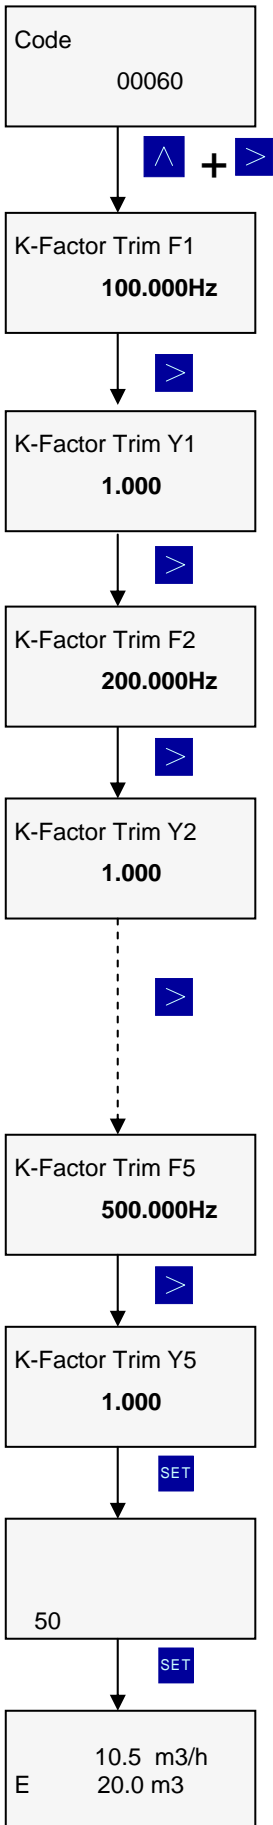 Code
00060
∧ + >
K-Factor Trim F1
100.000Hz
>
K-Factor Trim Y1
1.000
>
K-Factor Trim F2
200.000Hz
>
K-Factor Trim Y2
1.000
>
K-Factor Trim F5
500.000Hz
>
K-Factor Trim Y5
1.000
SET
50
SET
10.5 m3/h
E 20.0 m3